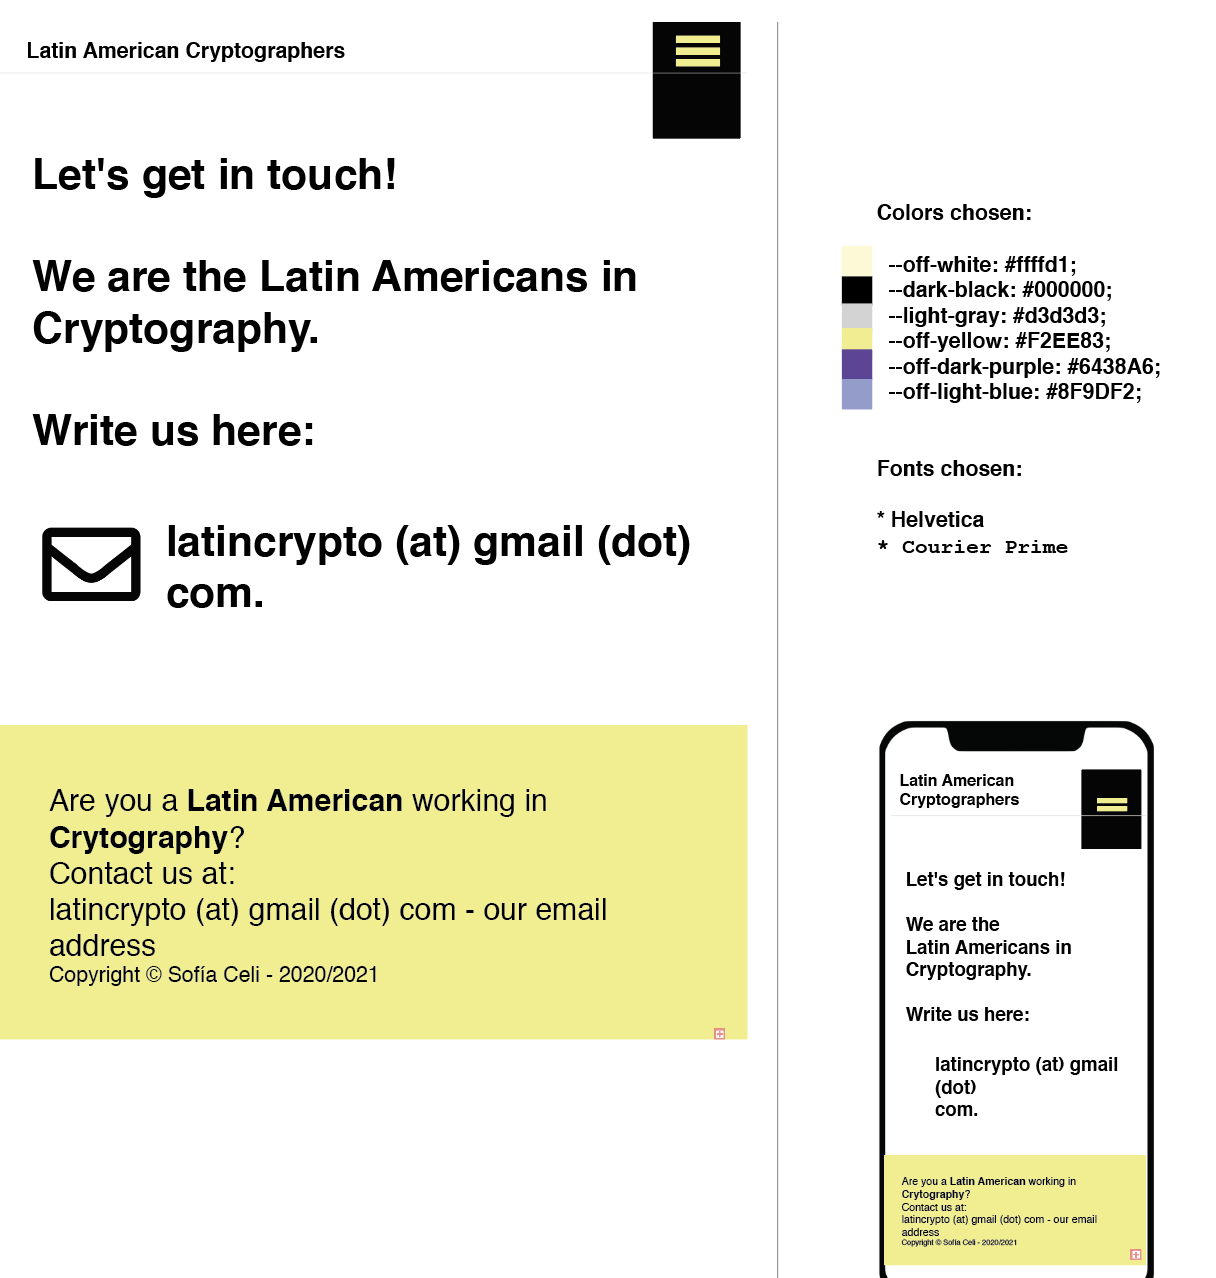 Latin American Cryptographers
Let's get in touch!
We are the Latin Americans in
Cryptography.
Write us here:
latincrypto (at) gmail (dot)
com.
Are you a Latin American working in
Crytography?
Contact us at:
latincrypto (at) gmail (dot) com - our email
address
Copyright © Sofía Celi - 2020/2021
Colors chosen:
--off-white: #ffffd1;
--dark-black: #000000;
--light-gray: #d3d3d3;
--off-yellow: #F2EE83;
--off-dark-purple: #6438A6;
--off-light-blue: #8F9DF2;
Fonts chosen:
* Helvetica
* Courier Prime
Latin American
Cryptographers
Let's get in touch!
We are the
Latin Americans in
Cryptography.
Write us here:
latincrypto (at) gmail
(dot)
com.
Are you a Latin American working in
Crytography?
Contact us at:
latincrypto (at) gmail (dot) com - our email
address
Copyright © Sofía Celi - 2020/2021